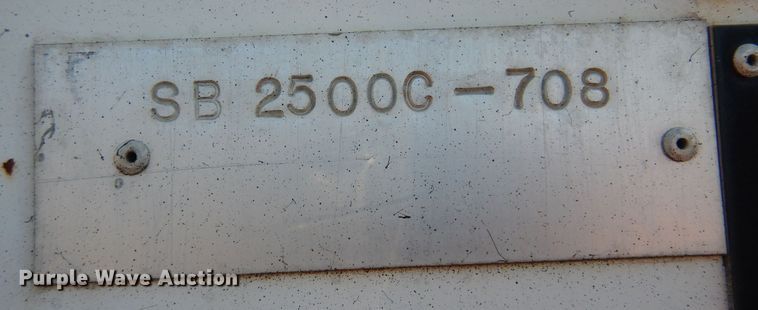 SB 2500C-708
Purple Wave Auction